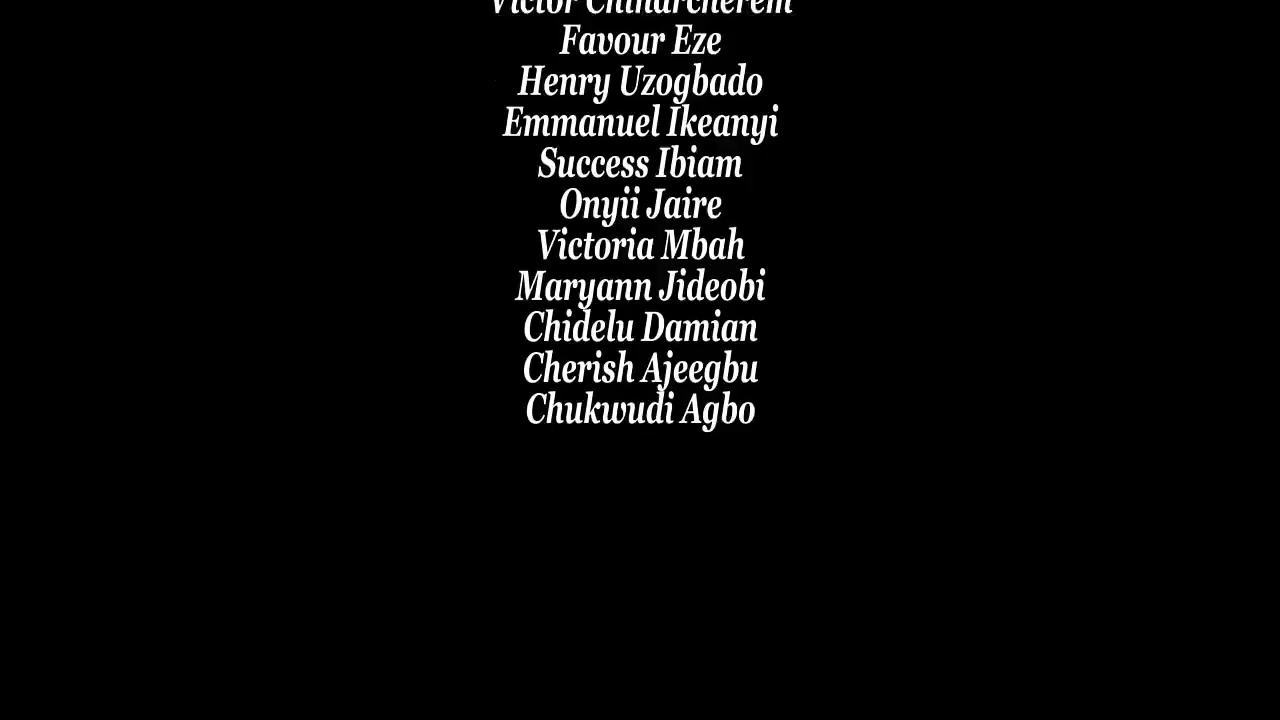 Victor
Favour Eze
Henry Uzogbado
Emmanuel Ikeanyi
Success Ibiam
Onyii Jaire
Victoria Mbah
Maryann Jideobi
Chidelu Damian
Cherish Ajeegbu
Chukwudi Agbo